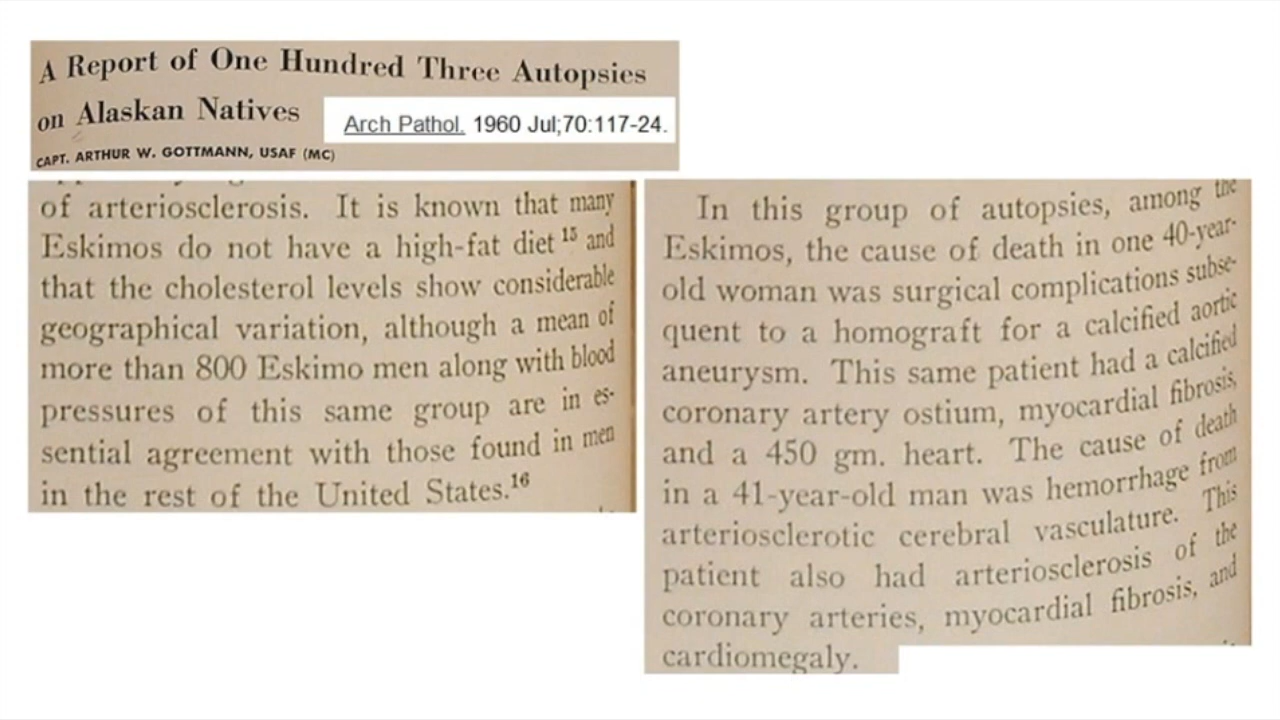 A Report of One Hundred Three Autopsies
on Alaskan Natives
Arch Pathol. 1960 Jul;70:117-24.
CAPT. ARTHUR W. GOTTMANN, USAF (MC)
of arteriosclerosis. It is known that many
Eskimos do not have a high-fat diet 15 and
that the cholesterol levels show considerable
geographical variation, although a mean of
more than 800 Eskimo men along with blood
pressures of this same group are in es-
sential agreement with those found in men
in the rest of the United States.16
In this group of autopsies, among the
Eskimos, the cause of death in one 40-year-
old woman was surgical complications subse-
quent to a homograft for a calcified aortic
aneurysm. This same patient had a calcified
coronary artery ostium, myocardial fibrosis,
and a 450 gm. heart. The cause of death
in a 41-year-old man was hemorrhage from
arteriosclerotic cerebral vasculature. This
patient also had arteriosclerosis of the
coronary arteries, myocardial fibrosis, and
cardiomegaly.